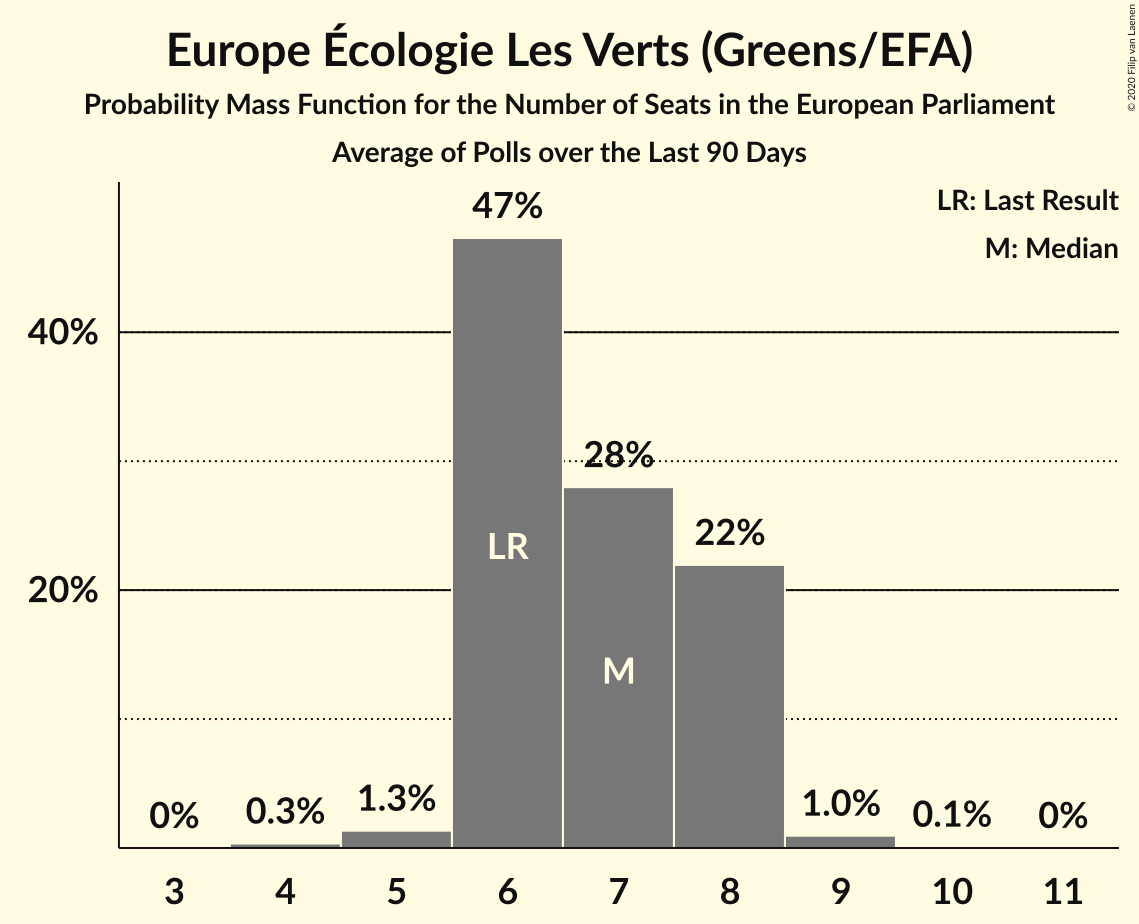 Europe Écologie Les Verts (Greens/EFA)
Probability Mass Function for the Number of Seats in the European Parliament
Average of Polls over the Last 90 Days
© 2020 Filip van Laenen
LR: Last Result
M: Median
47%
40%
28%
LR
22%
20%
M
0%
0.3%
1.3%
1.0%
0.1%
0%
3 4 5 6 7 8 9 10 11